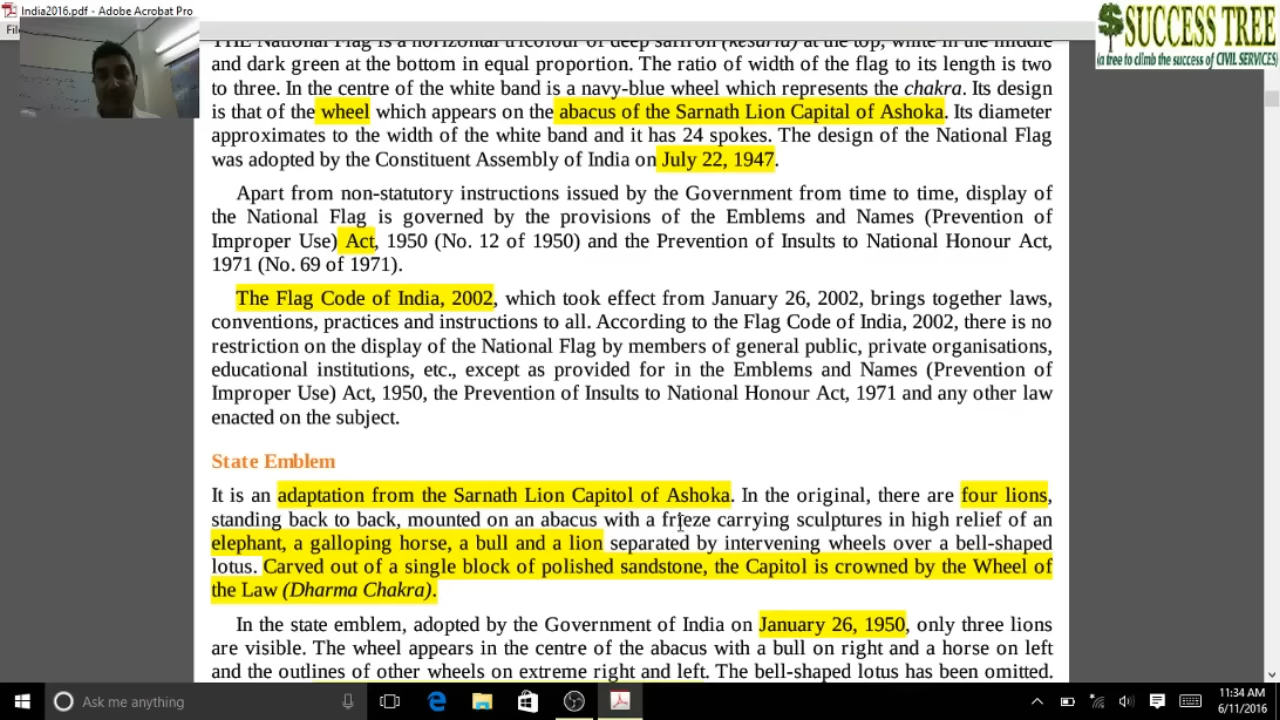 India2016.pdf - Adobe Acrobat Pro
SUCCESS TREE
(a tree to climb the success of CIVIL SERVICES)
THE National Flag is a horizontal tricolour of deep saffron (kesaria) at the top, white in the middle
and dark green at the bottom in equal proportion. The ratio of width of the flag to its length is two
to three. In the centre of the white band is a navy-blue wheel which represents the chakra. Its design
is that of the wheel which appears on the abacus of the Sarnath Lion Capital of Ashoka. Its diameter
approximates to the width of the white band and it has 24 spokes. The design of the National Flag
was adopted by the Constituent Assembly of India on July 22, 1947.
Apart from non-statutory instructions issued by the Government from time to time, display of
the National Flag is governed by the provisions of the Emblems and Names (Prevention of
Improper Use) Act, 1950 (No. 12 of 1950) and the Prevention of Insults to National Honour Act,
1971 (No. 69 of 1971).
The Flag Code of India, 2002, which took effect from January 26, 2002, brings together laws,
conventions, practices and instructions to all. According to the Flag Code of India, 2002, there is no
restriction on the display of the National Flag by members of general public, private organisations,
educational institutions, etc., except as provided for in the Emblems and Names (Prevention of
Improper Use) Act, 1950, the Prevention of Insults to National Honour Act, 1971 and any other law
enacted on the subject.
State Emblem
It is an adaptation from the Sarnath Lion Capitol of Ashoka. In the original, there are four lions,
standing back to back, mounted on an abacus with a frieze carrying sculptures in high relief of an
elephant, a galloping horse, a bull and a lion separated by intervening wheels over a bell-shaped
lotus. Carved out of a single block of polished sandstone, the Capitol is crowned by the Wheel of
the Law (Dharma Chakra).
In the state emblem, adopted by the Government of India on January 26, 1950, only three lions
are visible. The wheel appears in the centre of the abacus with a bull on right and a horse on left
and the outlines of other wheels on extreme right and left. The bell-shaped lotus has been omitted.
Ask me anything
11:34 AM
6/11/2016